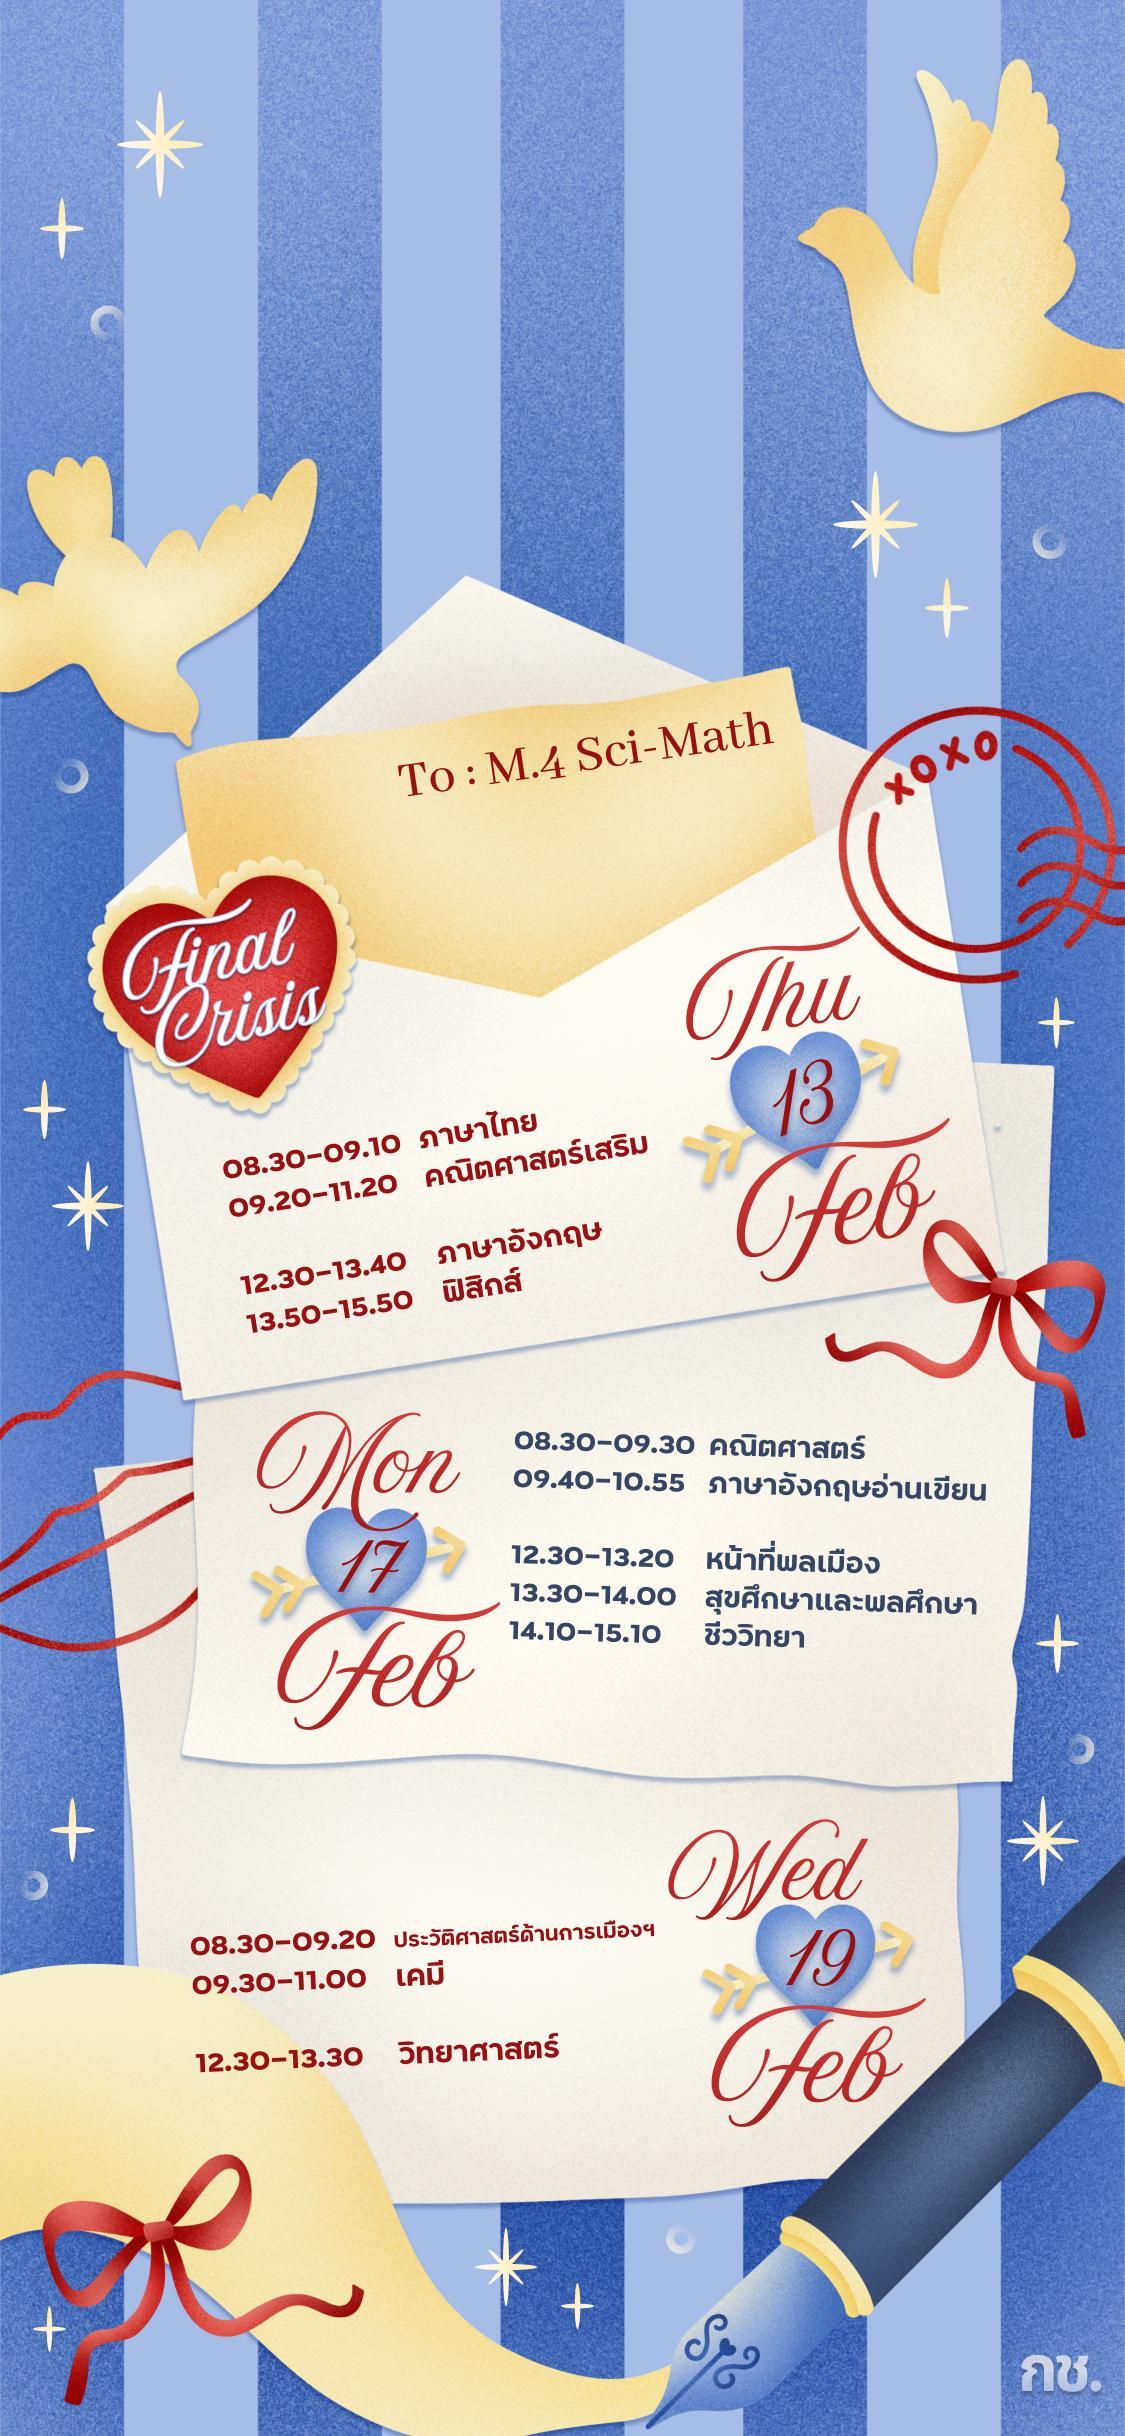 To : M.4 Sci-Math
xoxo
Final
Crisis
Thu
13
Feb
08.30-09.10 ภาษาไทย
09.20-11.20 คณิตศาสตร์เสริม
12.30-13.40 ภาษาอังกฤษ
13.50-15.50 ฟิสิกส์
Mon
17
Feb
08.30-09.30 คณิตศาสตร์
09.40-10.55 ภาษาอังกฤษอ่านเขียน
12.30-13.20 หน้าที่พลเมือง
13.30-14.00 สุขศึกษาและพลศึกษา
14.10-15.10 ชีววิทยา
Wed
19
Feb
08.30-09.20 ประวัติศาสตร์ด้านการเมืองฯ
09.30-11.00 เคมี
12.30-13.30 วิทยาศาสตร์
กช.